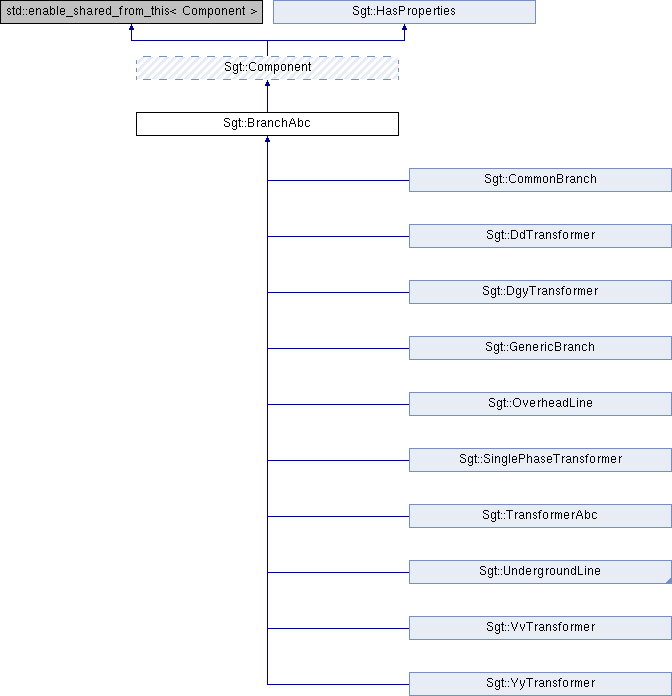 std::enable_shared_from_this< Component >
Sgt::HasProperties
Sgt::Component
Sgt::BranchAbc
Sgt::CommonBranch
Sgt::DdTransformer
Sgt::DgyTransformer
Sgt::GenericBranch
Sgt::OverheadLine
Sgt::SinglePhaseTransformer
Sgt::TransformerAbc
Sgt::UndergroundLine
Sgt::VvTransformer
Sgt::YyTransformer